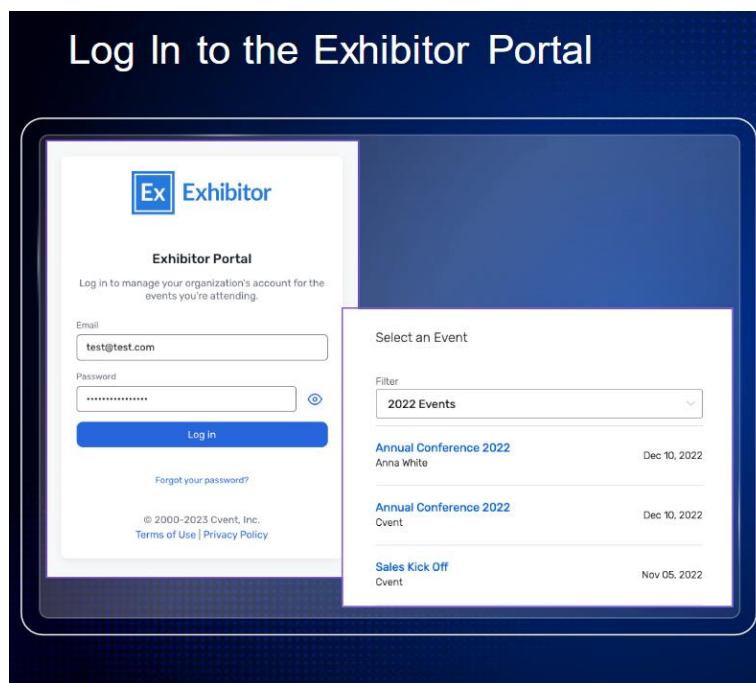 Log In to the Exhibitor Portal
Ex Exhibitor
Exhibitor Portal
Log in to manage your organization's account for the
events you're attending.
Email
test@test.com
Password
••••••••••••••••
Log in
Forgot your password?
© 2000-2023 Cvent, Inc.
Terms of Use | Privacy Policy
Select an Event
Filter
2022 Events
Annual Conference 2022
Anna White
Dec 10, 2022
Annual Conference 2022
Cvent
Dec 10, 2022
Sales Kick Off
Cvent
Nov 05, 2022